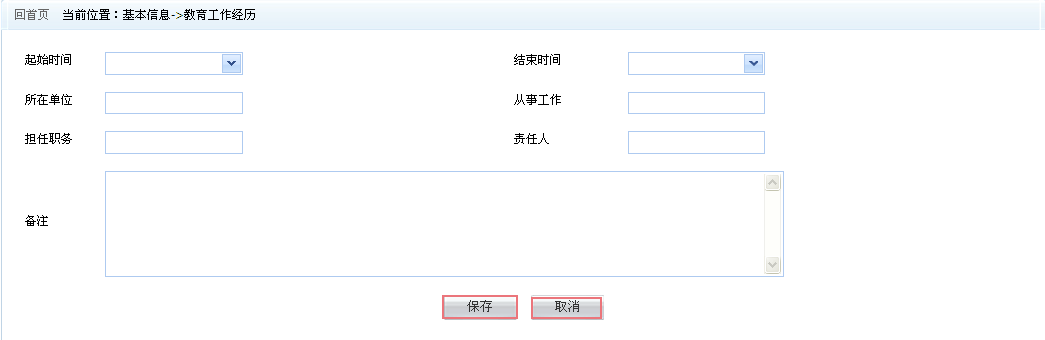 回首页 当前位置：基本信息->教育工作经历
起始时间 结束时间
所在单位 从事工作
担任职务 责任人
备注
保存 取消